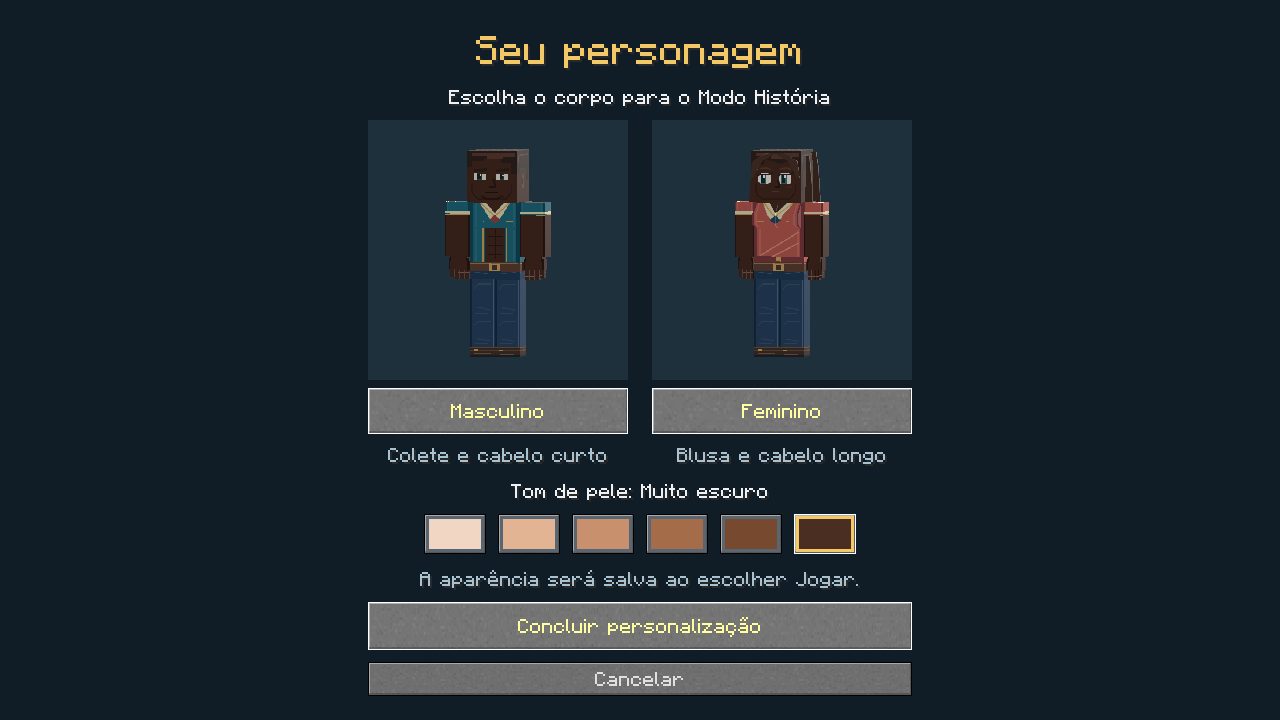 Seu personagem
Escolha o corpo para o Modo História
Masculino
Feminino
Colete e cabelo curto
Blusa e cabelo longo
Tom de pele: Muito escuro
A aparência será salva ao escolher Jogar.
Concluir personalização
Cancelar